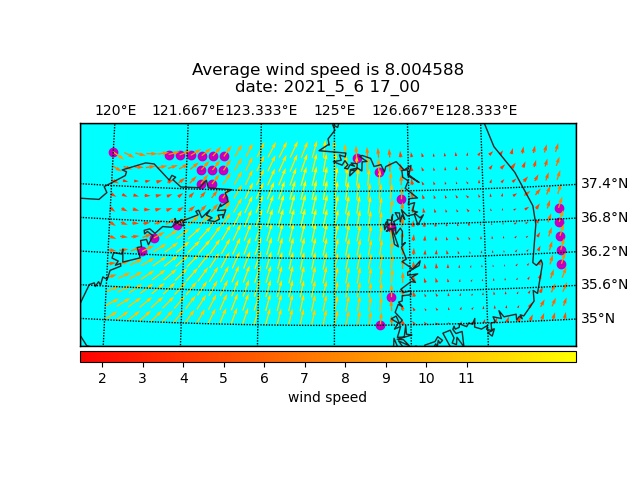 Average wind speed is 8.004588
date: 2021_5_6 17_00
120°E 121.667°E 123.333°E 125°E 126.667°E 128.333°E
37.4°N
36.8°N
36.2°N
35.6°N
35°N
2 3 4 5 6 7 8 9 10 11
wind speed